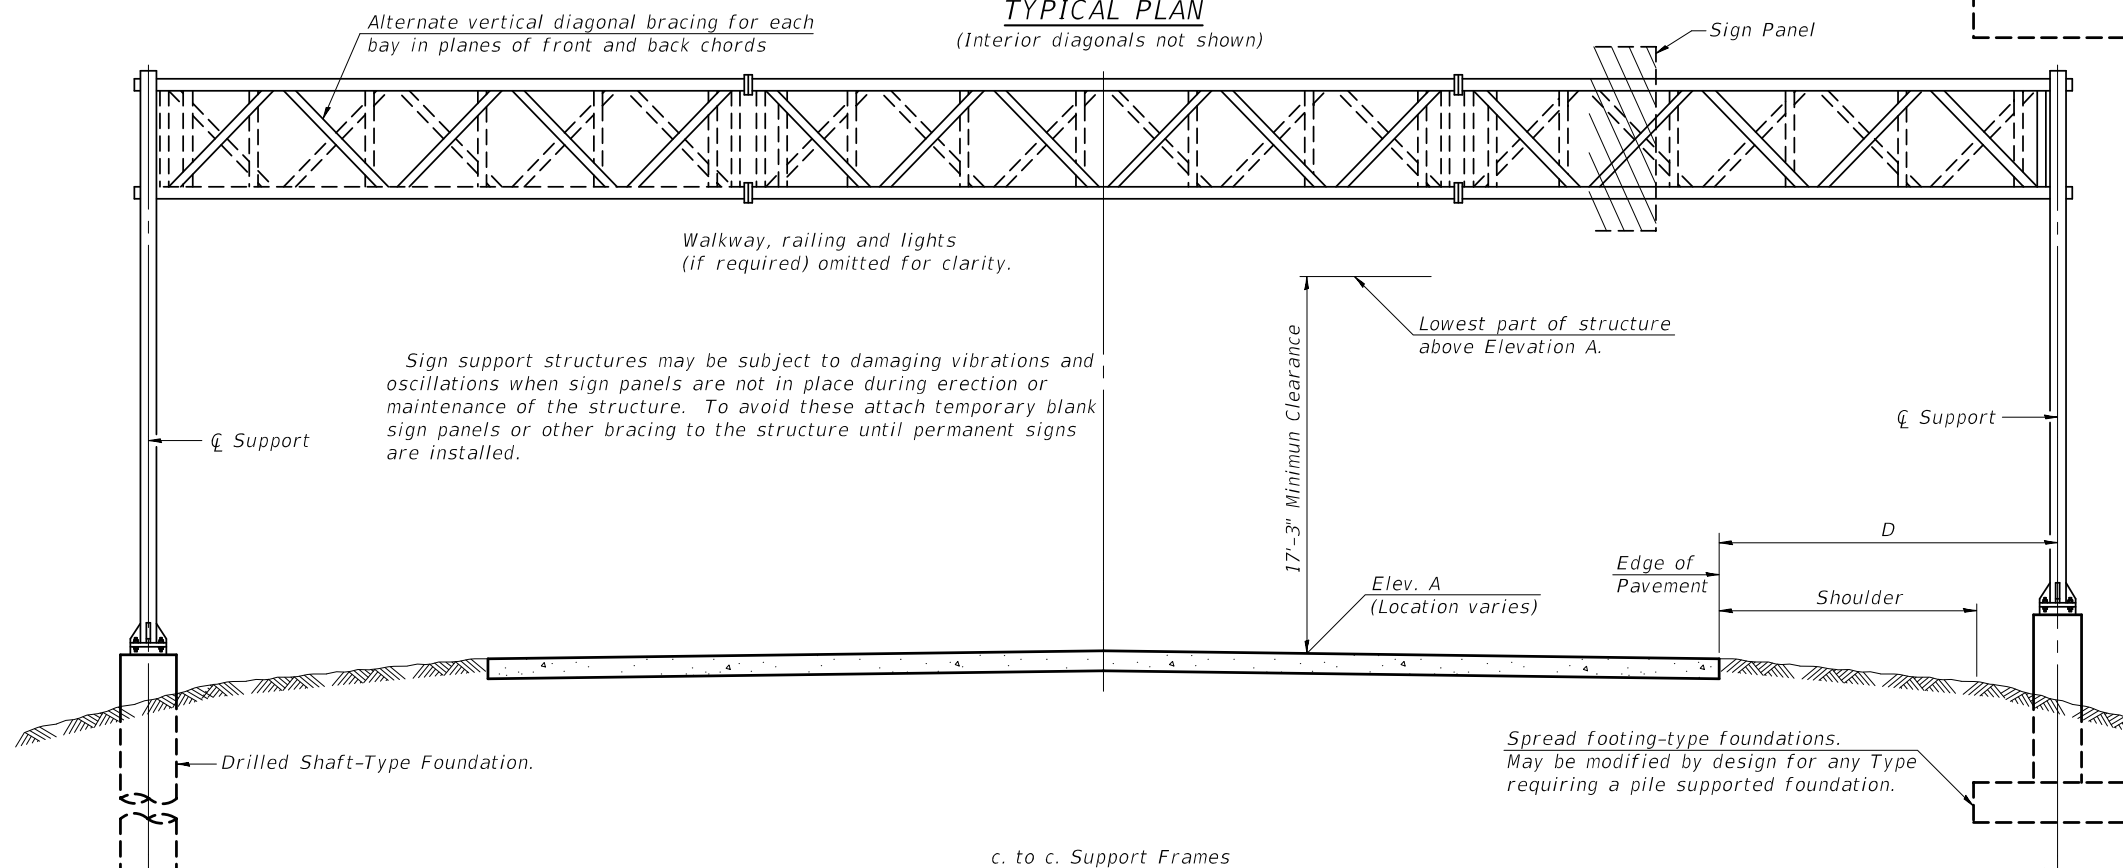 TYPICAL PLAN
(Interior diagonals not shown)
Alternate vertical diagonal bracing for each
bay in planes of front and back chords
Sign Panel
Walkway, railing and lights
(if required) omitted for clarity.
Lowest part of structure
above Elevation A.
17'-3" Minimun Clearance
Sign support structures may be subject to damaging vibrations and
oscillations when sign panels are not in place during erection or
maintenance of the structure. To avoid these attach temporary blank
sign panels or other bracing to the structure until permanent signs
are installed.
℄ Support
℄ Support
D
Edge of
Pavement
Shoulder
Elev. A
(Location varies)
Drilled Shaft-Type Foundation.
Spread footing-type foundations.
May be modified by design for any Type
requiring a pile supported foundation.
c. to c. Support Frames